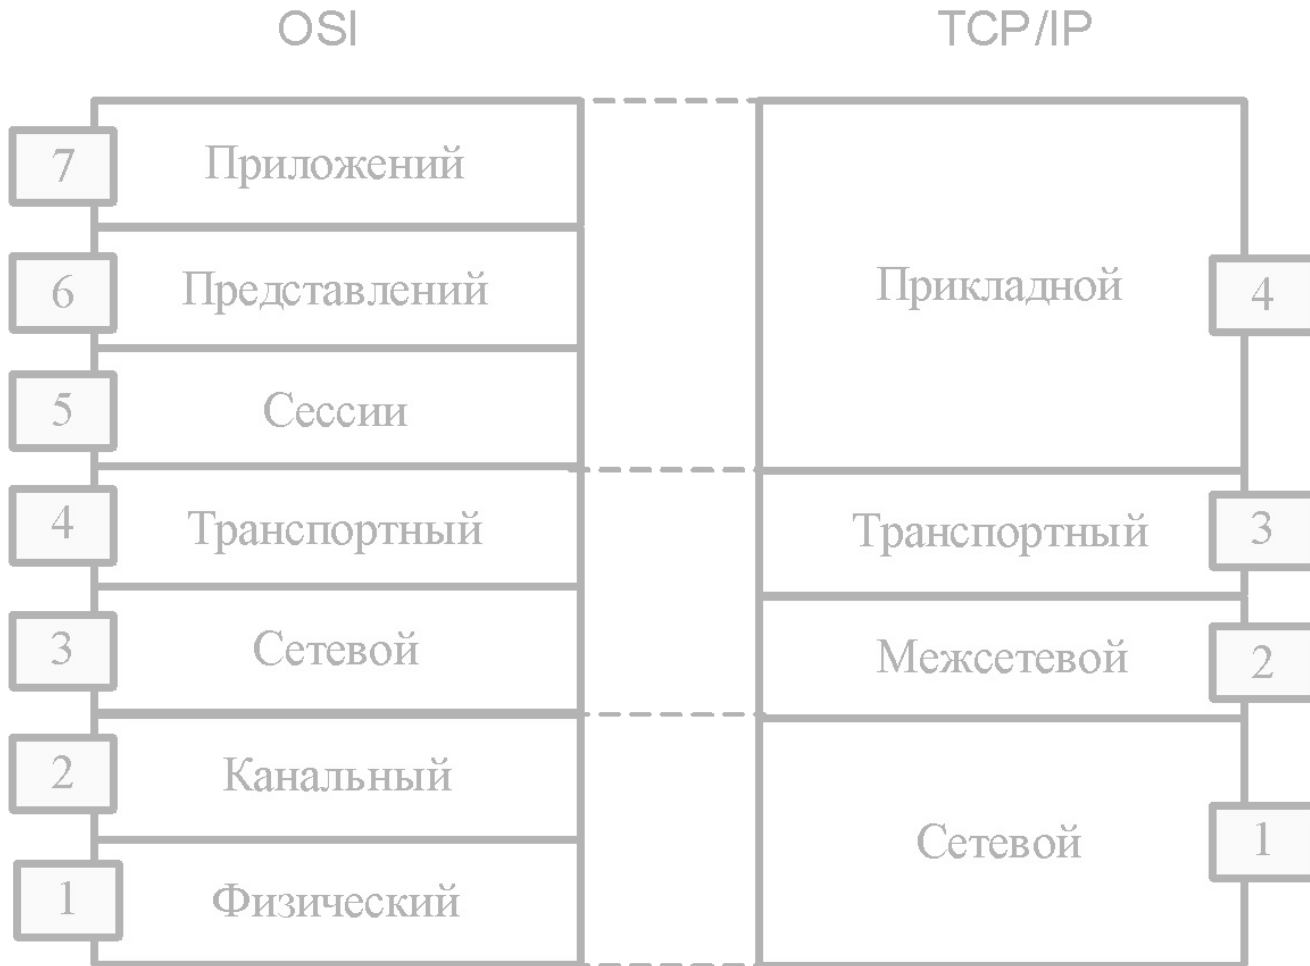 OSI
TCP/IP
7
Приложений
6
Представлений
5
Сессии
4
Транспортный
3
Сетевой
2
Канальный
1
Физический
Прикладной
4
Транспортный
3
Межсетевой
2
Сетевой
1